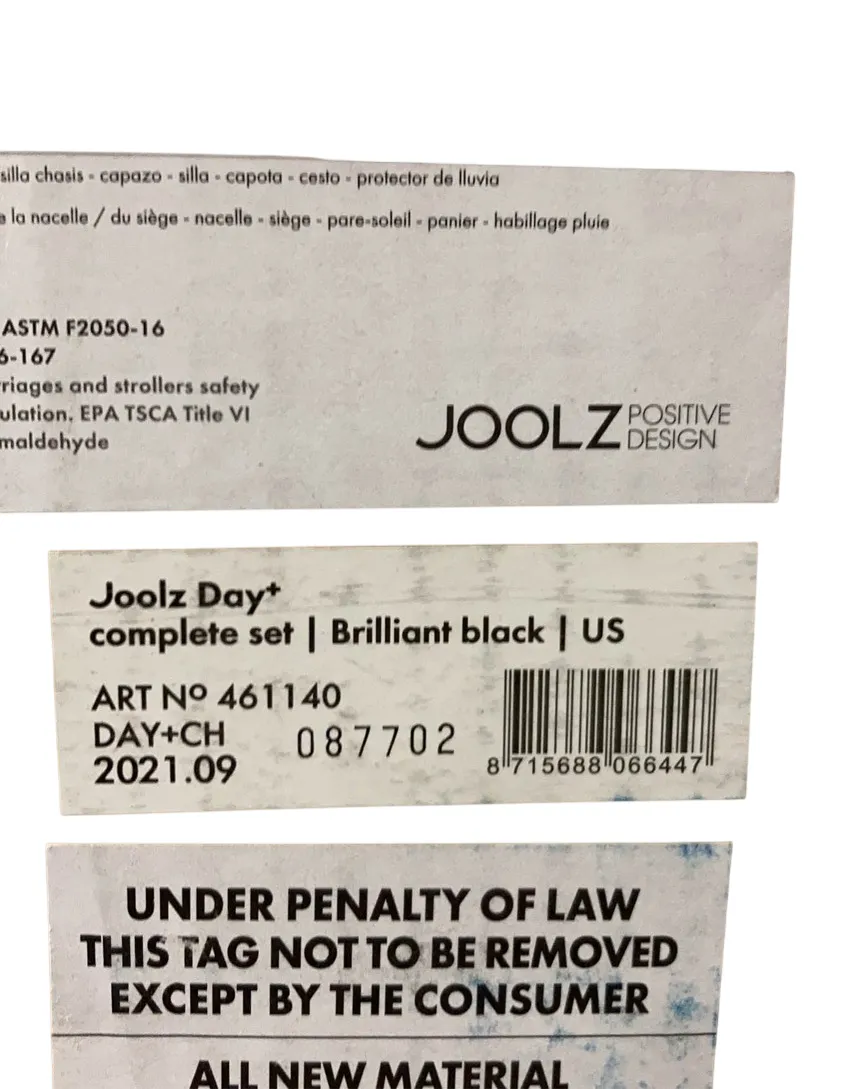 silla chasis - capazo - silla - capota - cesto - protector de lluvia
la nacelle / du siège - nacelle - siège - pare-soleil - panier - habillage pluie
ASTM F2050-16
6-167
riages and strollers safety
ulation, EPA TSCA Title VI
maldehyde
JOOLZ POSITIVE
DESIGN
Joolz Day+
complete set | Brilliant black | US
ART Nº 461140
DAY+CH 087702
2021.09
8 715688 066447
UNDER PENALTY OF LAW
THIS TAG NOT TO BE REMOVED
EXCEPT BY THE CONSUMER
ALL NEW MATERIAL